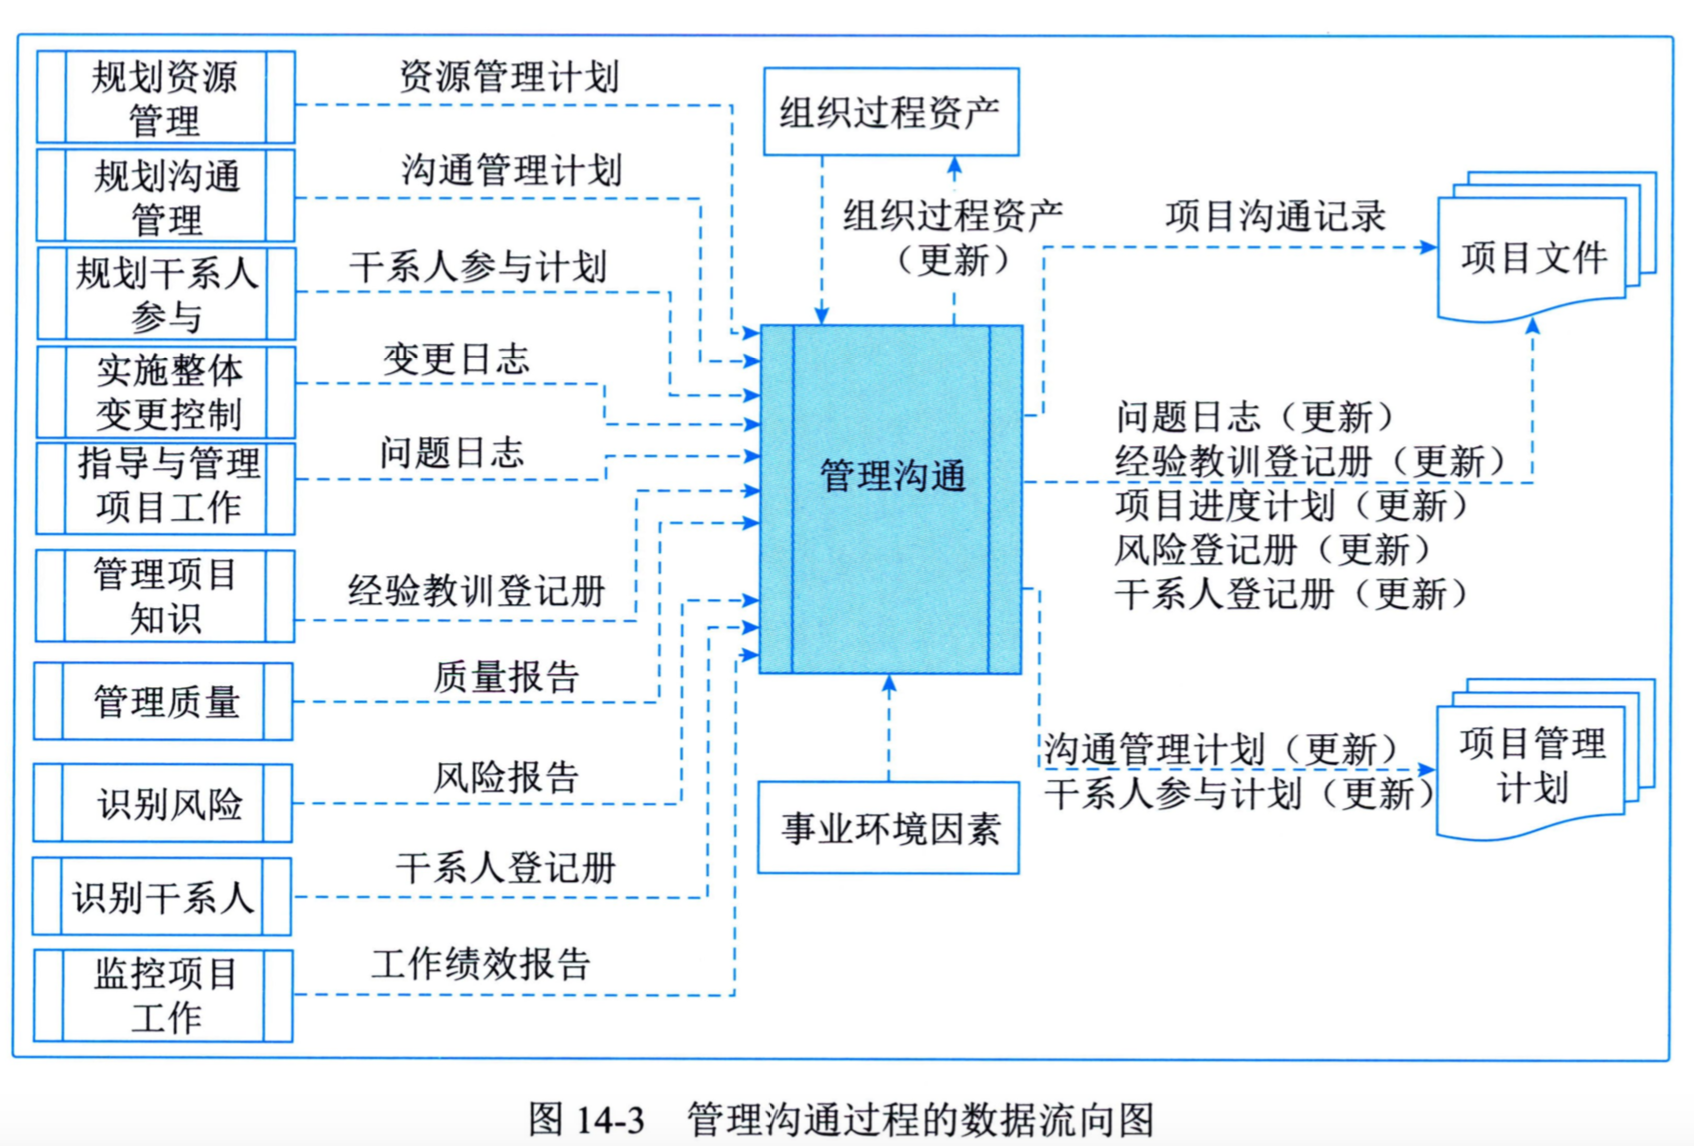 规划资源
管理
资源管理计划
规划沟通
管理
沟通管理计划
规划干系人
参与
干系人参与计划
实施整体
变更控制
变更日志
指导与管理
项目工作
问题日志
管理项目
知识
经验教训登记册
管理质量
质量报告
识别风险
风险报告
识别干系人
干系人登记册
监控项目
工作
工作绩效报告
组织过程资产
组织过程资产
（更新）
管理沟通
事业环境因素
项目沟通记录
项目文件
问题日志（更新）
经验教训登记册（更新）
项目进度计划（更新）
风险登记册（更新）
干系人登记册（更新）
沟通管理计划（更新）
干系人参与计划（更新）
项目管理
计划
图 14-3 管理沟通过程的数据流向图